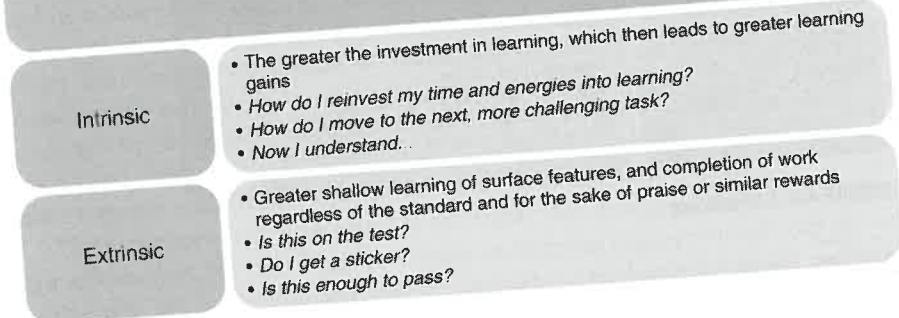 Intrinsic
• The greater the investment in learning, which then leads to greater learning
gains
• How do I reinvest my time and energies into learning?
• How do I move to the next, more challenging task?
• Now I understand...
Extrinsic
• Greater shallow learning of surface features, and completion of work
regardless of the standard and for the sake of praise or similar rewards
• Is this on the test?
• Do I get a sticker?
• Is this enough to pass?